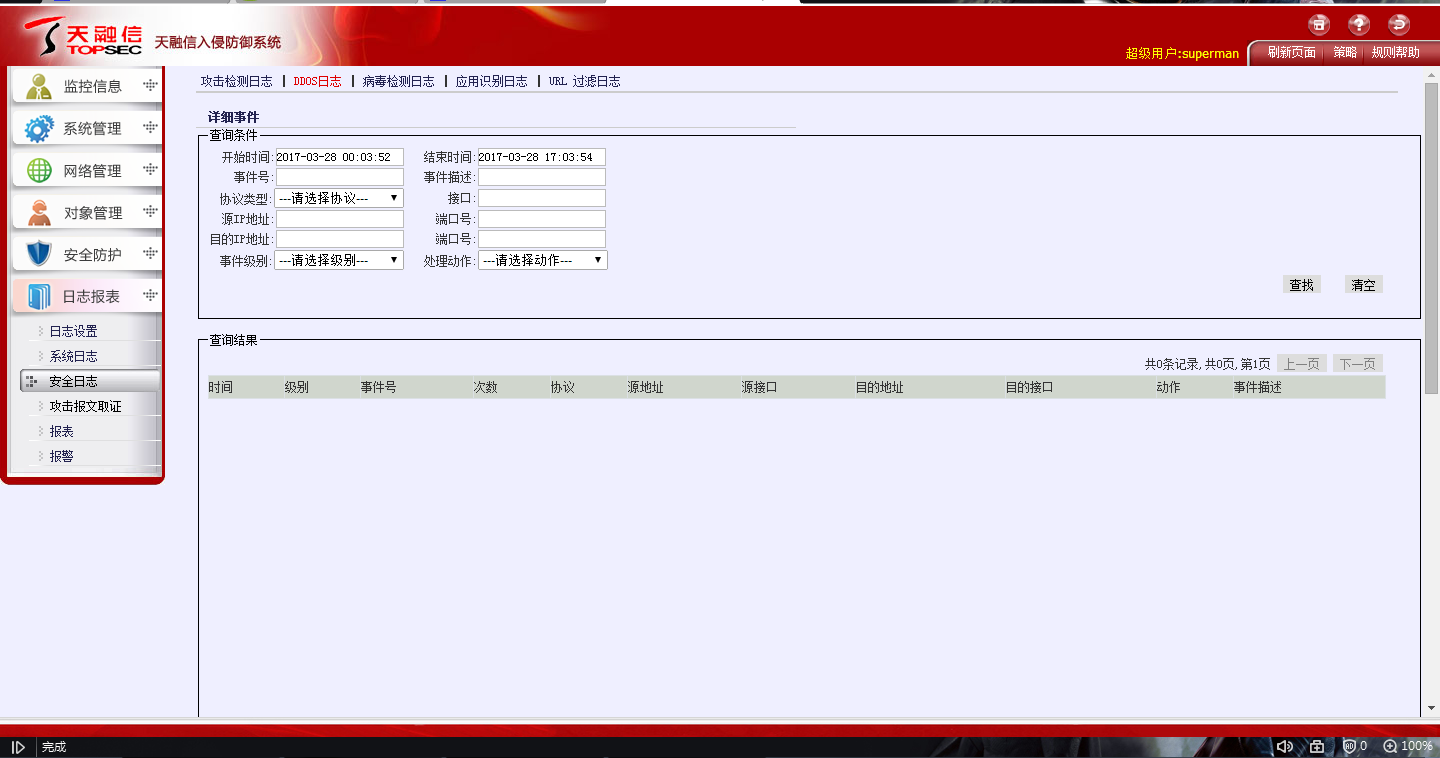 天融信
TOPSEC
天融信入侵防御系统
超级用户:superman
刷新页面 策略 规则帮助
监控信息
系统管理
网络管理
对象管理
安全防护
日志报表
日志设置
系统日志
安全日志
攻击报文取证
报表
报警
攻击检测日志 | DDOS日志 | 病毒检测日志 | 应用识别日志 | URL 过滤日志
详细事件
查询条件
开始时间: 2017-03-28 00:03:52 结束时间: 2017-03-28 17:03:54
事件号: 事件描述:
协议类型: ---请选择协议--- 接口:
源IP地址: 端口号:
目的IP地址: 端口号:
事件级别: ---请选择级别--- 处理动作: ---请选择动作---
查找 清空
查询结果
共0条记录, 共0页, 第1页 上一页 下一页
时间 级别 事件号 次数 协议 源地址 源接口 目的地址 目的接口 动作 事件描述
完成 0 100%